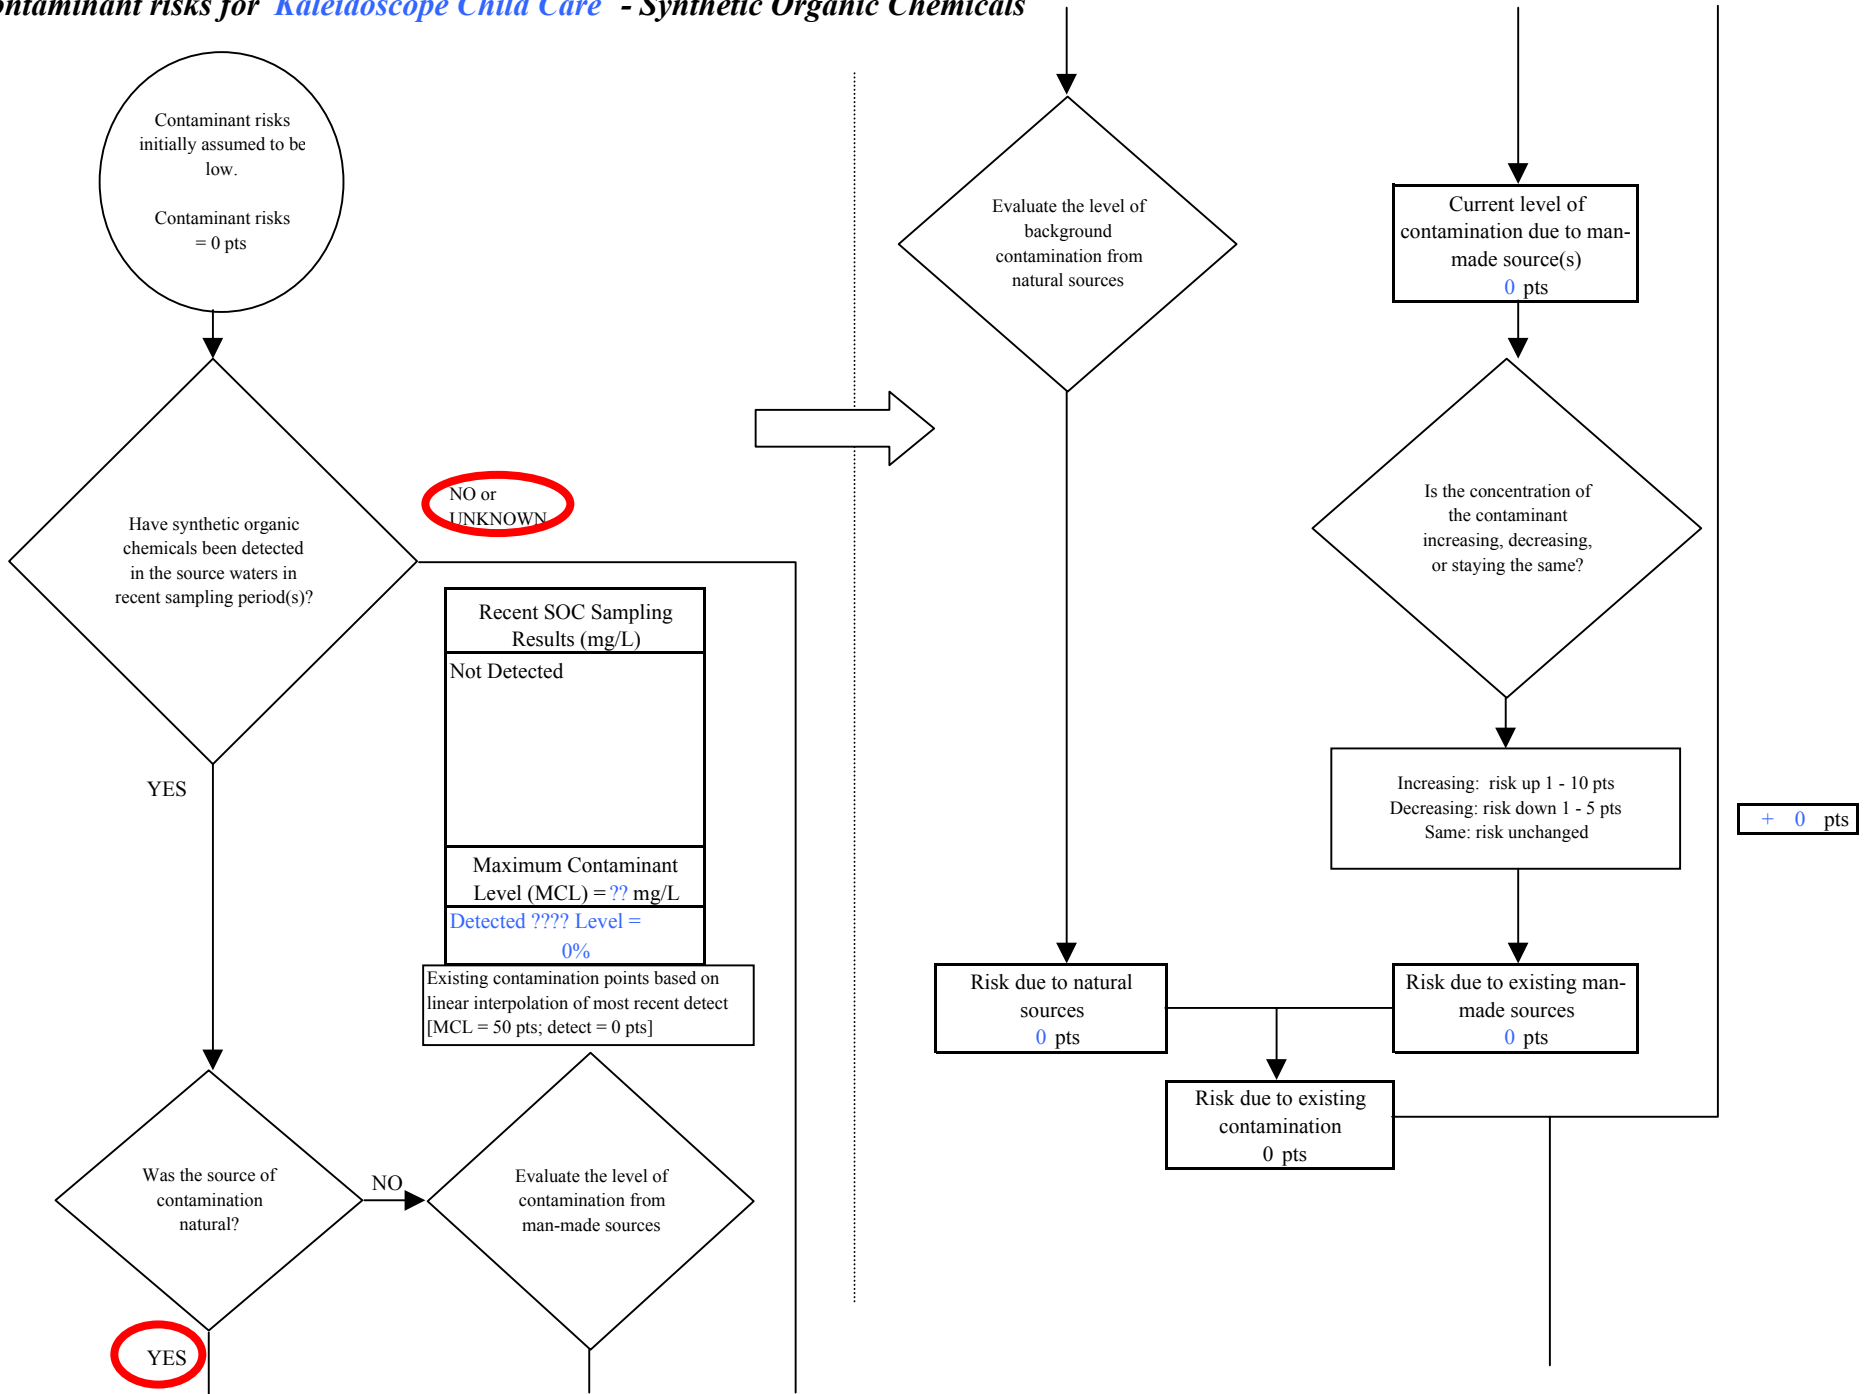 ontaminant risks for Kaleidoscope Child Care - Synthetic Organic Chemicals
Contaminant risks
initially assumed to be
low.
Contaminant risks
= 0 pts
Have synthetic organic
chemicals been detected
in the source waters in
recent sampling period(s)?
NO or
UNKNOWN
YES
Recent SOC Sampling
Results (mg/L)
Not Detected
Maximum Contaminant
Level (MCL) = ?? mg/L
Detected ???? Level =
0%
Existing contamination points based on
linear interpolation of most recent detect
[MCL = 50 pts; detect = 0 pts]
Was the source of
contamination
natural?
NO
Evaluate the level of
contamination from
man-made sources
YES
Evaluate the level of
background
contamination from
natural sources
Current level of
contamination due to man-
made source(s)
0 pts
Is the concentration of
the contaminant
increasing, decreasing,
or staying the same?
Increasing: risk up 1 - 10 pts
Decreasing: risk down 1 - 5 pts
Same: risk unchanged
+ 0 pts
Risk due to natural
sources
0 pts
Risk due to existing man-
made sources
0 pts
Risk due to existing
contamination
0 pts